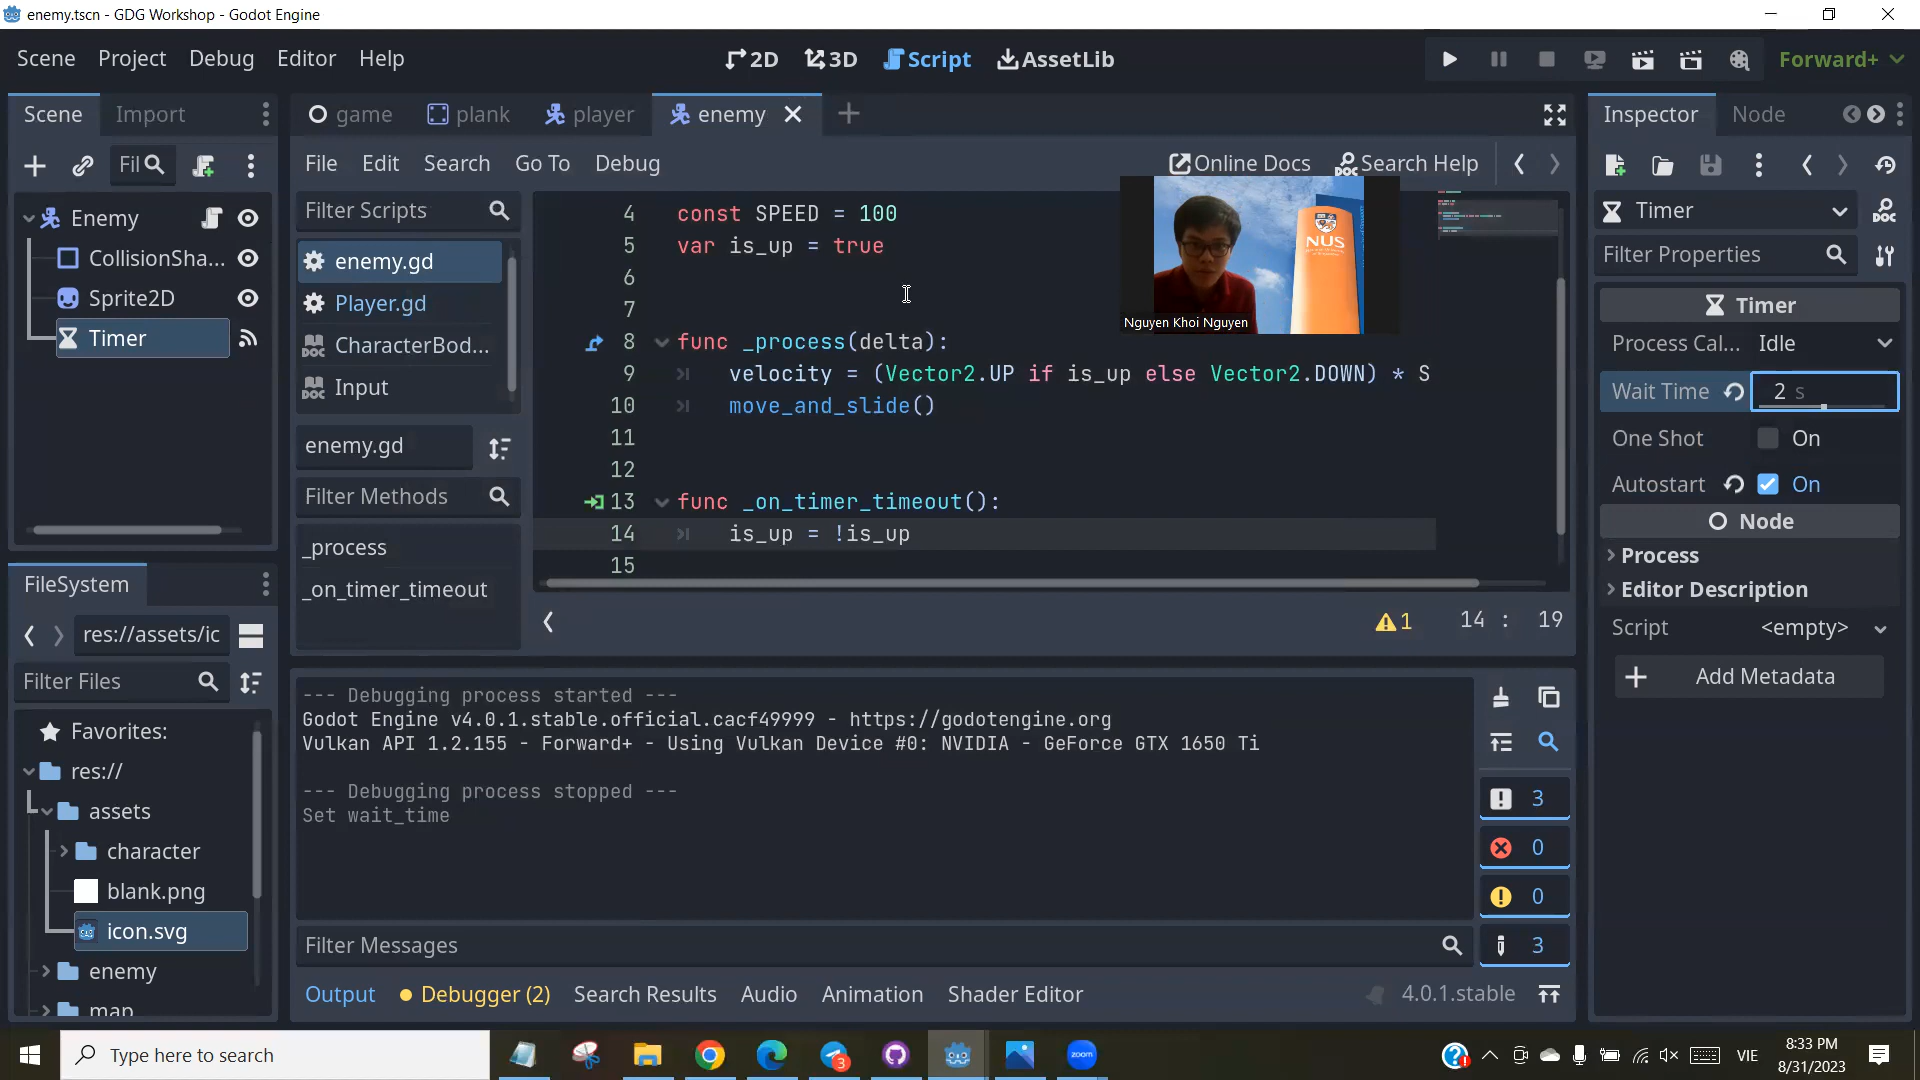 enemy.tscn - GDG Workshop - Godot Engine
Scene Project Debug Editor Help
2D 3D Script AssetLib
Forward+
Scene Import
game plank player enemy
Inspector Node
Fil
File Edit Search Go To Debug
Online Docs Search Help
Enemy
CollisionSha...
Sprite2D
Timer
Filter Scripts
enemy.gd
Player.gd
CharacterBod...
Input
enemy.gd
Filter Methods
_process
_on_timer_timeout
4 const SPEED = 100
5 var is_up = true
6
7
8 func _process(delta):
9 velocity = (Vector2.UP if is_up else Vector2.DOWN) * S
10 move_and_slide()
11
12
13 func _on_timer_timeout():
14 is_up = !is_up
15
1 14 : 19
NUS
Nguyen Khoi Nguyen
Timer
Filter Properties
Timer
Process Cal... Idle
Wait Time 2 s
One Shot On
Autostart On
Node
Process
Editor Description
Script <empty>
Add Metadata
FileSystem
res://assets/ic
Filter Files
Favorites:
res://
assets
character
blank.png
icon.svg
enemy
map
--- Debugging process started ---
Godot Engine v4.0.1.stable.official.cacf49999 - https://godotengine.org
Vulkan API 1.2.155 - Forward+ - Using Vulkan Device #0: NVIDIA - GeForce GTX 1650 Ti
--- Debugging process stopped ---
Set wait_time
3
0
0
3
Filter Messages
Output Debugger (2) Search Results Audio Animation Shader Editor
4.0.1.stable
Type here to search
3
zoom
VIE
8:33 PM
8/31/2023